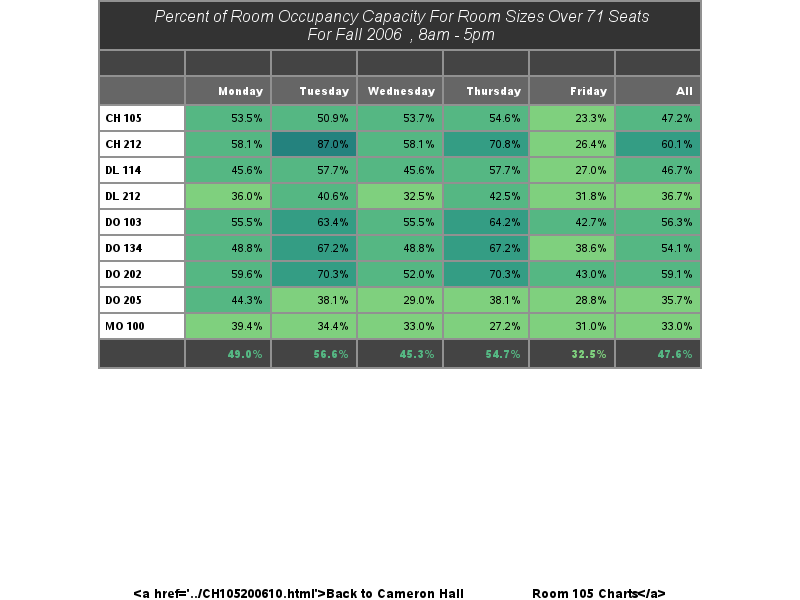 Percent of Room Occupancy Capacity For Room Sizes Over 71 Seats
For Fall 2006 , 8am - 5pm
Monday Tuesday Wednesday Thursday Friday All
CH 105 53.5% 50.9% 53.7% 54.6% 23.3% 47.2%
CH 212 58.1% 87.0% 58.1% 70.8% 26.4% 60.1%
DL 114 45.6% 57.7% 45.6% 57.7% 27.0% 46.7%
DL 212 36.0% 40.6% 32.5% 42.5% 31.8% 36.7%
DO 103 55.5% 63.4% 55.5% 64.2% 42.7% 56.3%
DO 134 48.8% 67.2% 48.8% 67.2% 38.6% 54.1%
DO 202 59.6% 70.3% 52.0% 70.3% 43.0% 59.1%
DO 205 44.3% 38.1% 29.0% 38.1% 28.8% 35.7%
MO 100 39.4% 34.4% 33.0% 27.2% 31.0% 33.0%
49.0% 56.6% 45.3% 54.7% 32.5% 47.6%
<a href='../CH105200610.html'>Back to Cameron Hall Room 105 Charts</a>